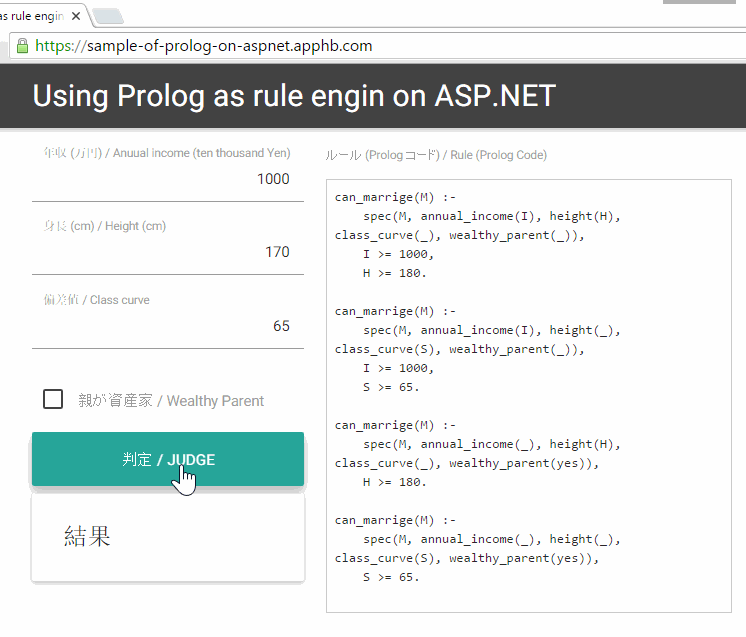 as rule engin
https://sample-of-prolog-on-aspnet.apphb.com
Using Prolog as rule engin on ASP.NET
年収 (万円) / Anuual income (ten thousand Yen)
1000
身長 (cm) / Height (cm)
170
偏差値 / Class curve
65
親が資産家 / Wealthy Parent
判定 / JUDGE
結果
ルール (Prologコード) / Rule (Prolog Code)
can_marrige(M) :-
    spec(M, annual_income(I), height(H),
class_curve(_), wealthy_parent(_)),
    I >= 1000,
    H >= 180.
can_marrige(M) :-
    spec(M, annual_income(I), height(_),
class_curve(S), wealthy_parent(_)),
    I >= 1000,
    S >= 65.
can_marrige(M) :-
    spec(M, annual_income(_), height(H),
class_curve(_), wealthy_parent(yes)),
    H >= 180.
can_marrige(M) :-
    spec(M, annual_income(_), height(_),
class_curve(S), wealthy_parent(yes)),
    S >= 65.